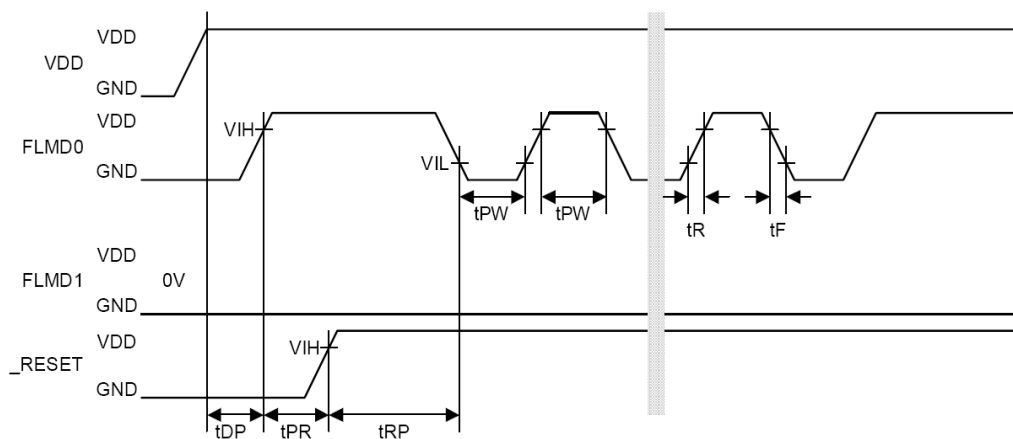 VDD
VDD
GND
VDD
FLMD0
VIH
GND
VIL
tPW
tPW
tR
tF
VDD
FLMD1
0V
GND
VDD
_RESET
VIH
GND
tDP
tPR
tRP